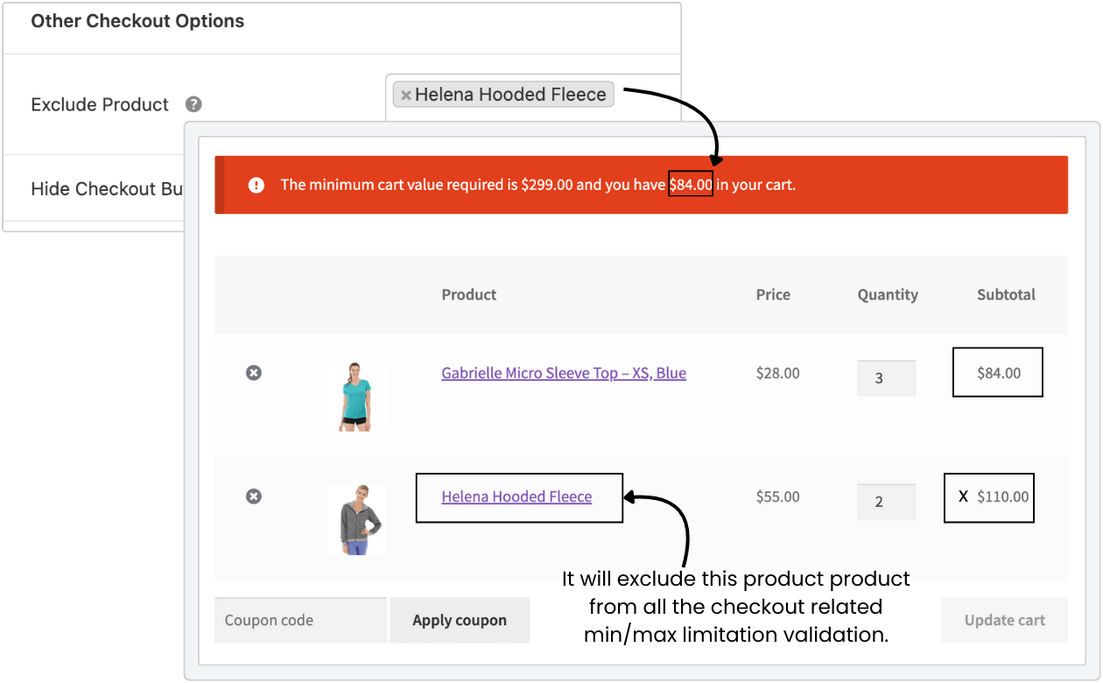 Other Checkout Options
Exclude Product ?
× Helena Hooded Fleece
Hide Checkout Bu
! The minimum cart value required is $299.00 and you have $84.00 in your cart.
Product Price Quantity Subtotal
Gabrielle Micro Sleeve Top – XS, Blue $28.00 3 $84.00
Helena Hooded Fleece $55.00 2 X $110.00
It will exclude this product product
from all the checkout related
min/max limitation validation.
Coupon code Apply coupon Update cart